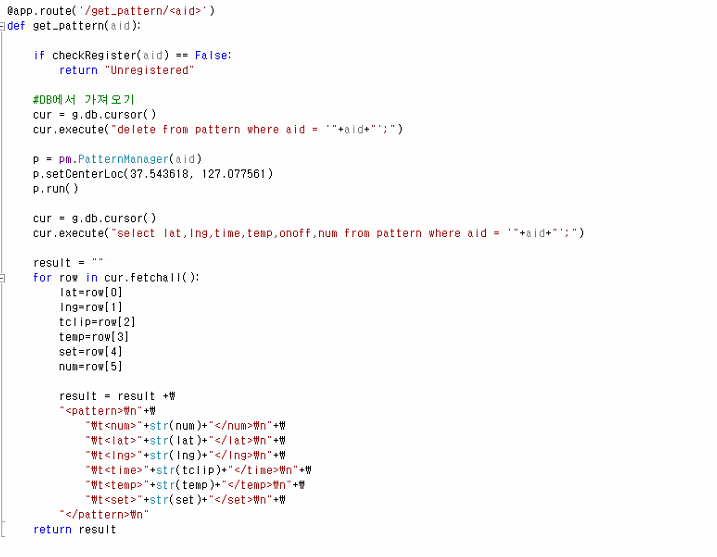 @app.route('/get_pattern/<aid>')
def get_pattern(aid):
if checkRegister(aid) == False:
return "Unregistered"
#DB에서 가져오기
cur = g.db.cursor()
cur.execute("delete from pattern where aid = '"+aid+"';")
p = pm.PatternManager(aid)
p.setCenterLoc(37.543618, 127.077561)
p.run()
cur = g.db.cursor()
cur.execute("select lat,lng,time,temp,onoff,num from pattern where aid = '"+aid+"';")
result = ""
for row in cur.fetchall():
lat=row[0]
lng=row[1]
tclip=row[2]
temp=row[3]
set=row[4]
num=row[5]
result = result +₩
"<pattern>₩n"+₩
"₩t<num>"+str(num)+"</num>₩n"+₩
"₩t<lat>"+str(lat)+"</lat>₩n"+₩
"₩t<lng>"+str(lng)+"</lng>₩n"+₩
"₩t<time>"+str(tclip)+"</time>₩n"+₩
"₩t<temp>"+str(temp)+"</temp>₩n"+₩
"₩t<set>"+str(set)+"</set>₩n"+₩
"</pattern>₩n"
return result